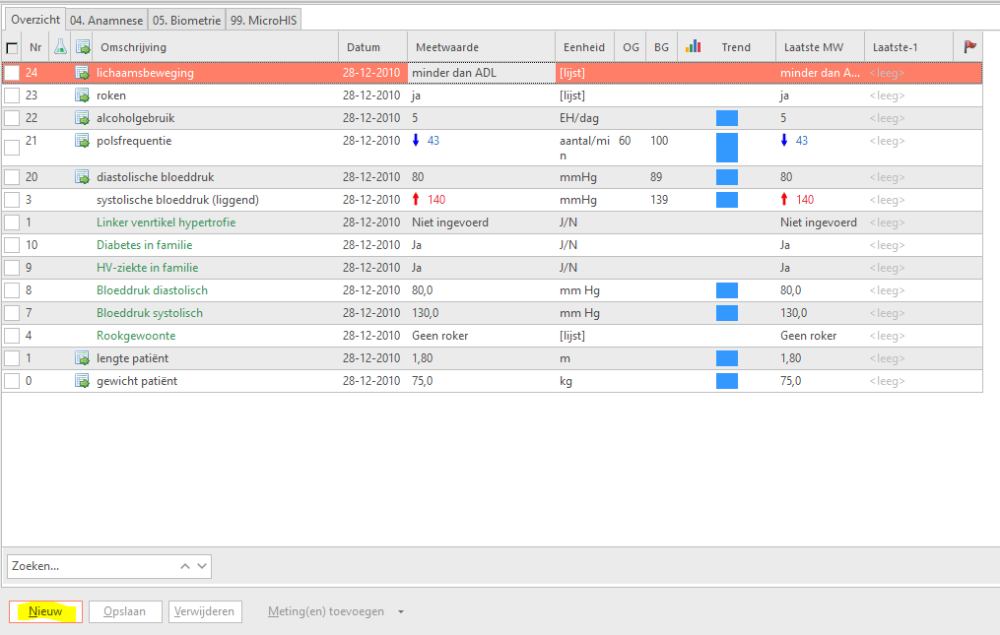 Overzicht 04. Anamnese 05. Biometrie 99. MicroHIS
Nr Omschrijving Datum Meetwaarde Eenheid OG BG Trend Laatste MW Laatste-1
24 lichaamsbeweging 28-12-2010 minder dan ADL [lijst] minder dan A... <leeg>
23 roken 28-12-2010 ja [lijst] ja <leeg>
22 alcoholgebruik 28-12-2010 5 EH/dag 5 <leeg>
21 polsfrequentie 28-12-2010 43 aantal/mi 60 100 43 <leeg>
n
20 diastolische bloeddruk 28-12-2010 80 mmHg 89 80 <leeg>
3 systolische bloeddruk (liggend) 28-12-2010 140 mmHg 139 140 <leeg>
1 Linker venrtikel hypertrofie 28-12-2010 Niet ingevoerd J/N Niet ingevoerd <leeg>
10 Diabetes in familie 28-12-2010 Ja J/N Ja <leeg>
9 HV-ziekte in familie 28-12-2010 Ja J/N Ja <leeg>
8 Bloeddruk diastolisch 28-12-2010 80,0 mm Hg 80,0 <leeg>
7 Bloeddruk systolisch 28-12-2010 130,0 mm Hg 130,0 <leeg>
4 Rookgewoonte 28-12-2010 Geen roker [lijst] Geen roker <leeg>
1 lengte patiënt 28-12-2010 1,80 m 1,80 <leeg>
0 gewicht patiënt 28-12-2010 75,0 kg 75,0 <leeg>
Zoeken...
Nieuw Opslaan Verwijderen Meting(en) toevoegen